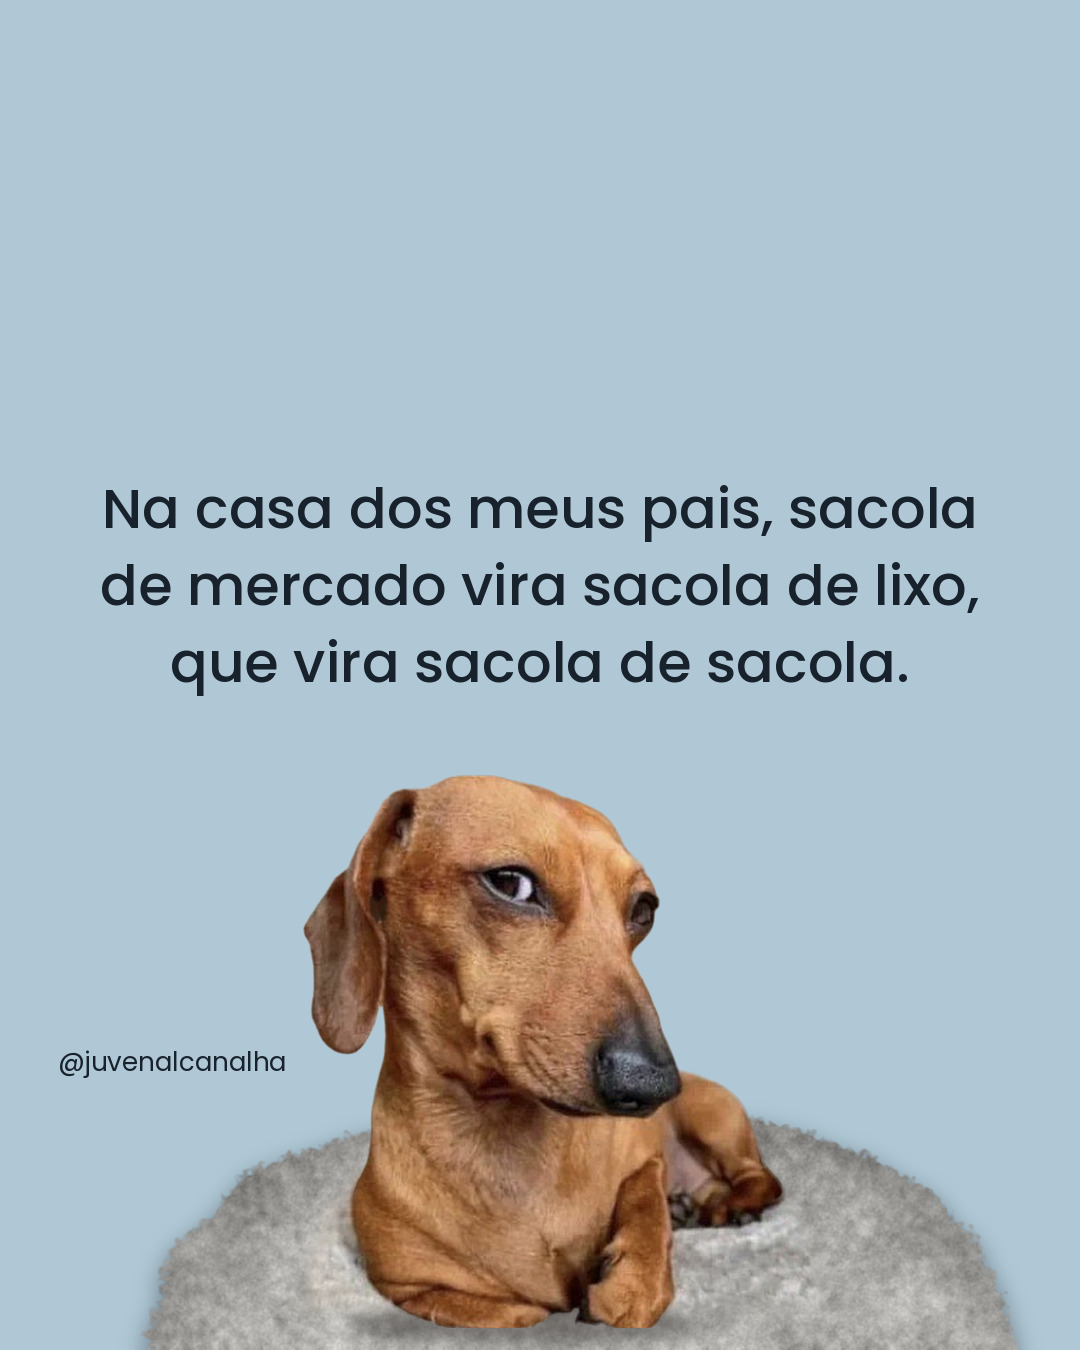 Na casa dos meus pais, sacola
de mercado vira sacola de lixo,
que vira sacola de sacola.
@juvenalcanalha